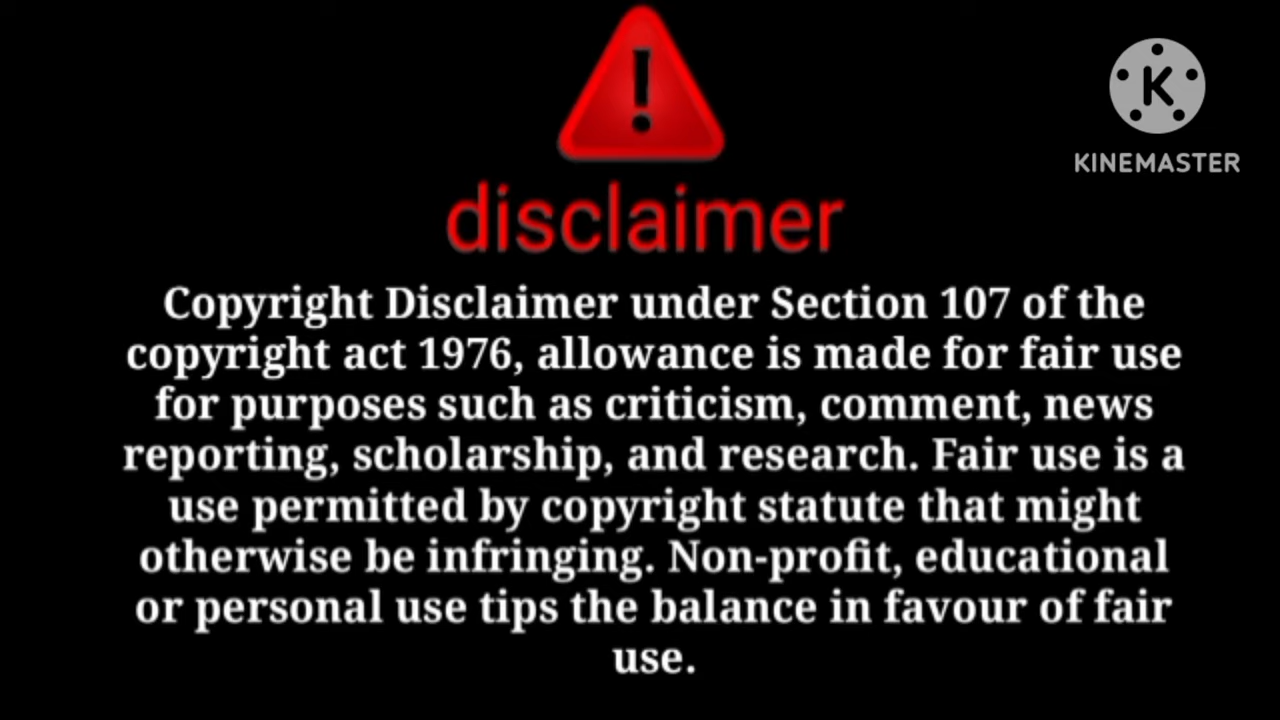 !
K
KINEMASTER
disclaimer
Copyright Disclaimer under Section 107 of the
copyright act 1976, allowance is made for fair use
for purposes such as criticism, comment, news
reporting, scholarship, and research. Fair use is a
use permitted by copyright statute that might
otherwise be infringing. Non-profit, educational
or personal use tips the balance in favour of fair
use.